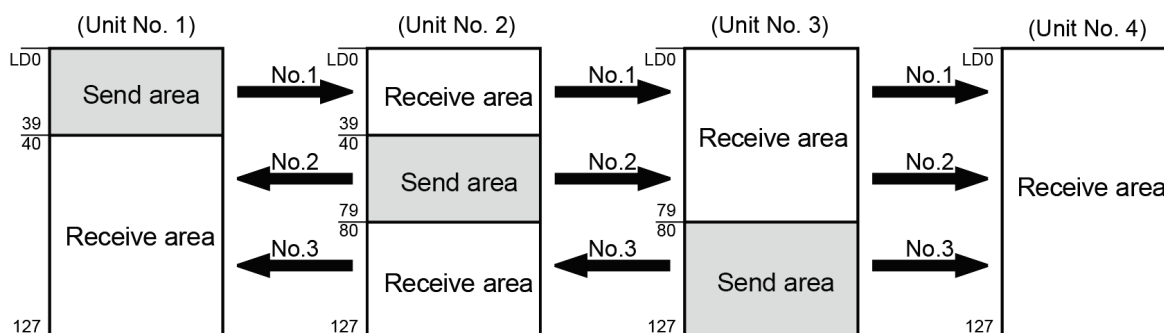 (Unit No. 1) (Unit No. 2) (Unit No. 3) (Unit No. 4)
LD0 LD0 LD0 LD0
No.1 No.1 No.1
Send area Receive area
39 39
40 40
Receive area
No.2 No.2 No.2
Send area Receive area
79 79
80 80
Receive area
No.3 No.3 No.3
Receive area Send area
127 127 127 127